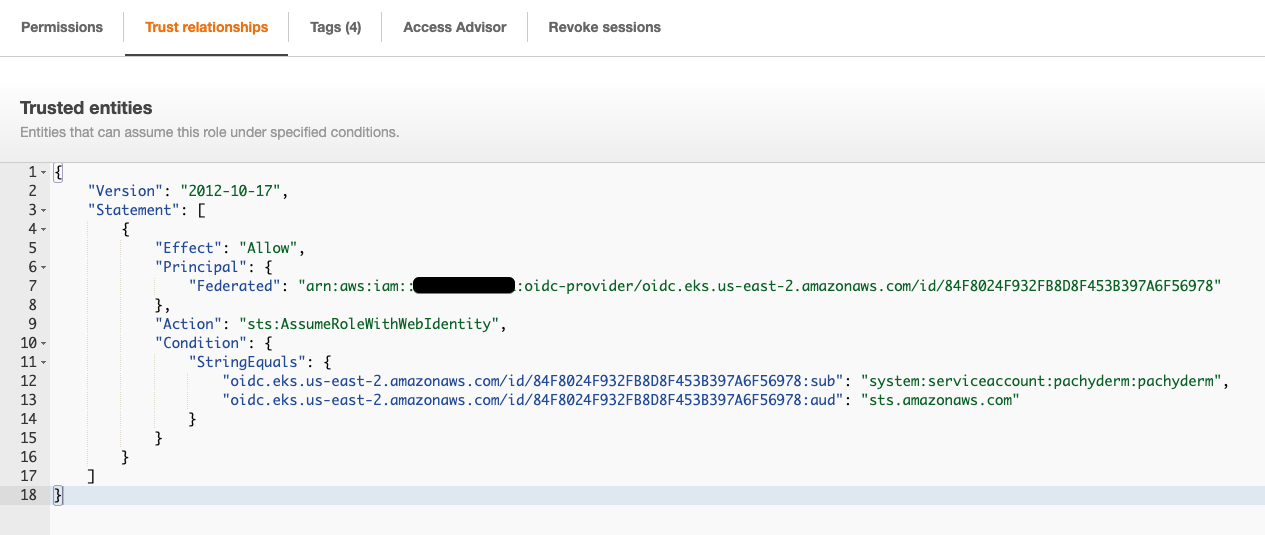 Permissions Trust relationships Tags (4) Access Advisor Revoke sessions
Trusted entities
Entities that can assume this role under specified conditions.
1 {
2 "Version": "2012-10-17",
3 "Statement": [
4 {
5 "Effect": "Allow",
6 "Principal": {
7 "Federated": "arn:aws:iam:: :oidc-provider/oidc.eks.us-east-2.amazonaws.com/id/84F8024F932FB8D8F453B397A6F56978"
8 },
9 "Action": "sts:AssumeRoleWithWebIdentity",
10 "Condition": {
11 "StringEquals": {
12 "oidc.eks.us-east-2.amazonaws.com/id/84F8024F932FB8D8F453B397A6F56978:sub": "system:serviceaccount:pachyderm:pachyderm",
13 "oidc.eks.us-east-2.amazonaws.com/id/84F8024F932FB8D8F453B397A6F56978:aud": "sts.amazonaws.com"
14 }
15 }
16 }
17 ]
18 }